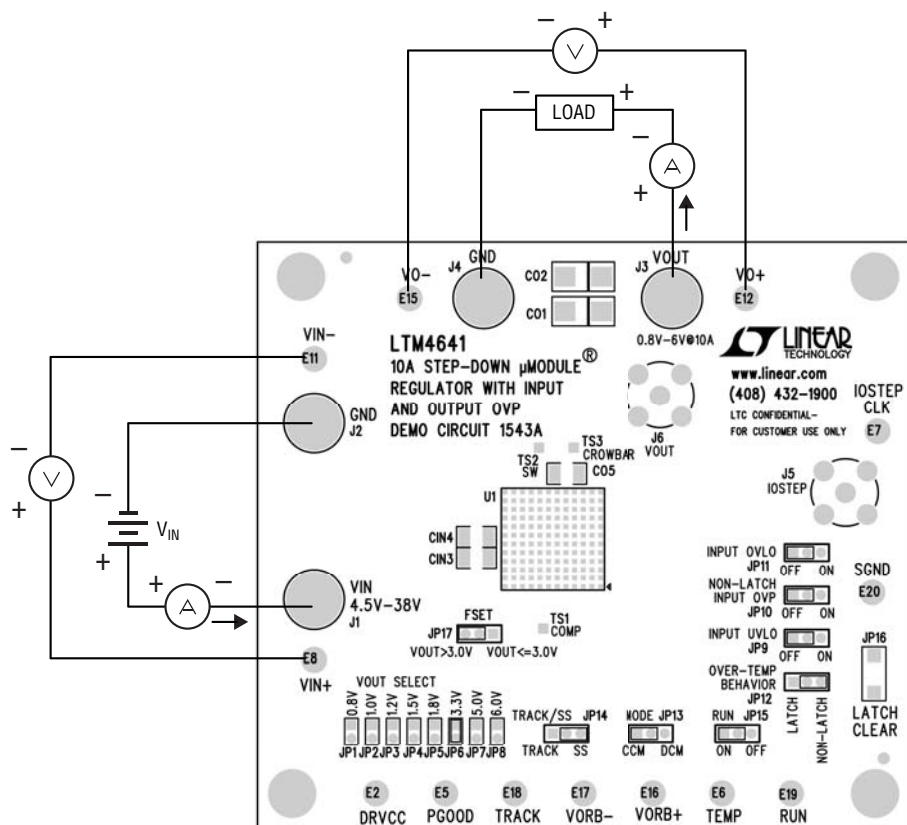 − V +
− LOAD +
−
A
+
GND
J4
VOUT
J3
VO-
E15
CO2
CO1
VO+
E12
0.8V-6V@10A
VIN-
E11
LTM4641
10A STEP-DOWN µMODULE®
REGULATOR WITH INPUT
AND OUTPUT OVP
DEMO CIRCUIT 1543A
LINEAR
TECHNOLOGY
www.linear.com
(408) 432-1900
LTC CONFIDENTIAL-
FOR CUSTOMER USE ONLY
IOSTEP
CLK
E7
GND
J2
J6
VOUT
TS3
CROWBAR
TS2
SW
CO5
J5
IOSTEP
− V +
−
VIN
+
+ A −
U1
CIN4
CIN3
VIN
4.5V-38V
J1
E8
VIN+
FSET
JP17
VOUT>3.0V VOUT<=3.0V
TS1
COMP
INPUT OVLO
JP11
OFF ON
NON-LATCH
INPUT OVP
JP10
OFF ON
INPUT UVLO
JP9
OFF ON
OVER-TEMP
BEHAVIOR
JP12
LATCH
NON-LATCH
SGND
E20
JP16
LATCH
CLEAR
VOUT SELECT
0.8V 1.0V 1.2V 1.5V 1.8V 3.3V 5.0V 6.0V
JP1 JP2 JP3 JP4 JP5 JP6 JP7 JP8
TRACK/SS JP14
TRACK SS
MODE JP13
CCM DCM
RUN JP15
ON OFF
E2 E5 E18 E17 E16 E6 E19
DRVCC PGOOD TRACK VORB- VORB+ TEMP RUN